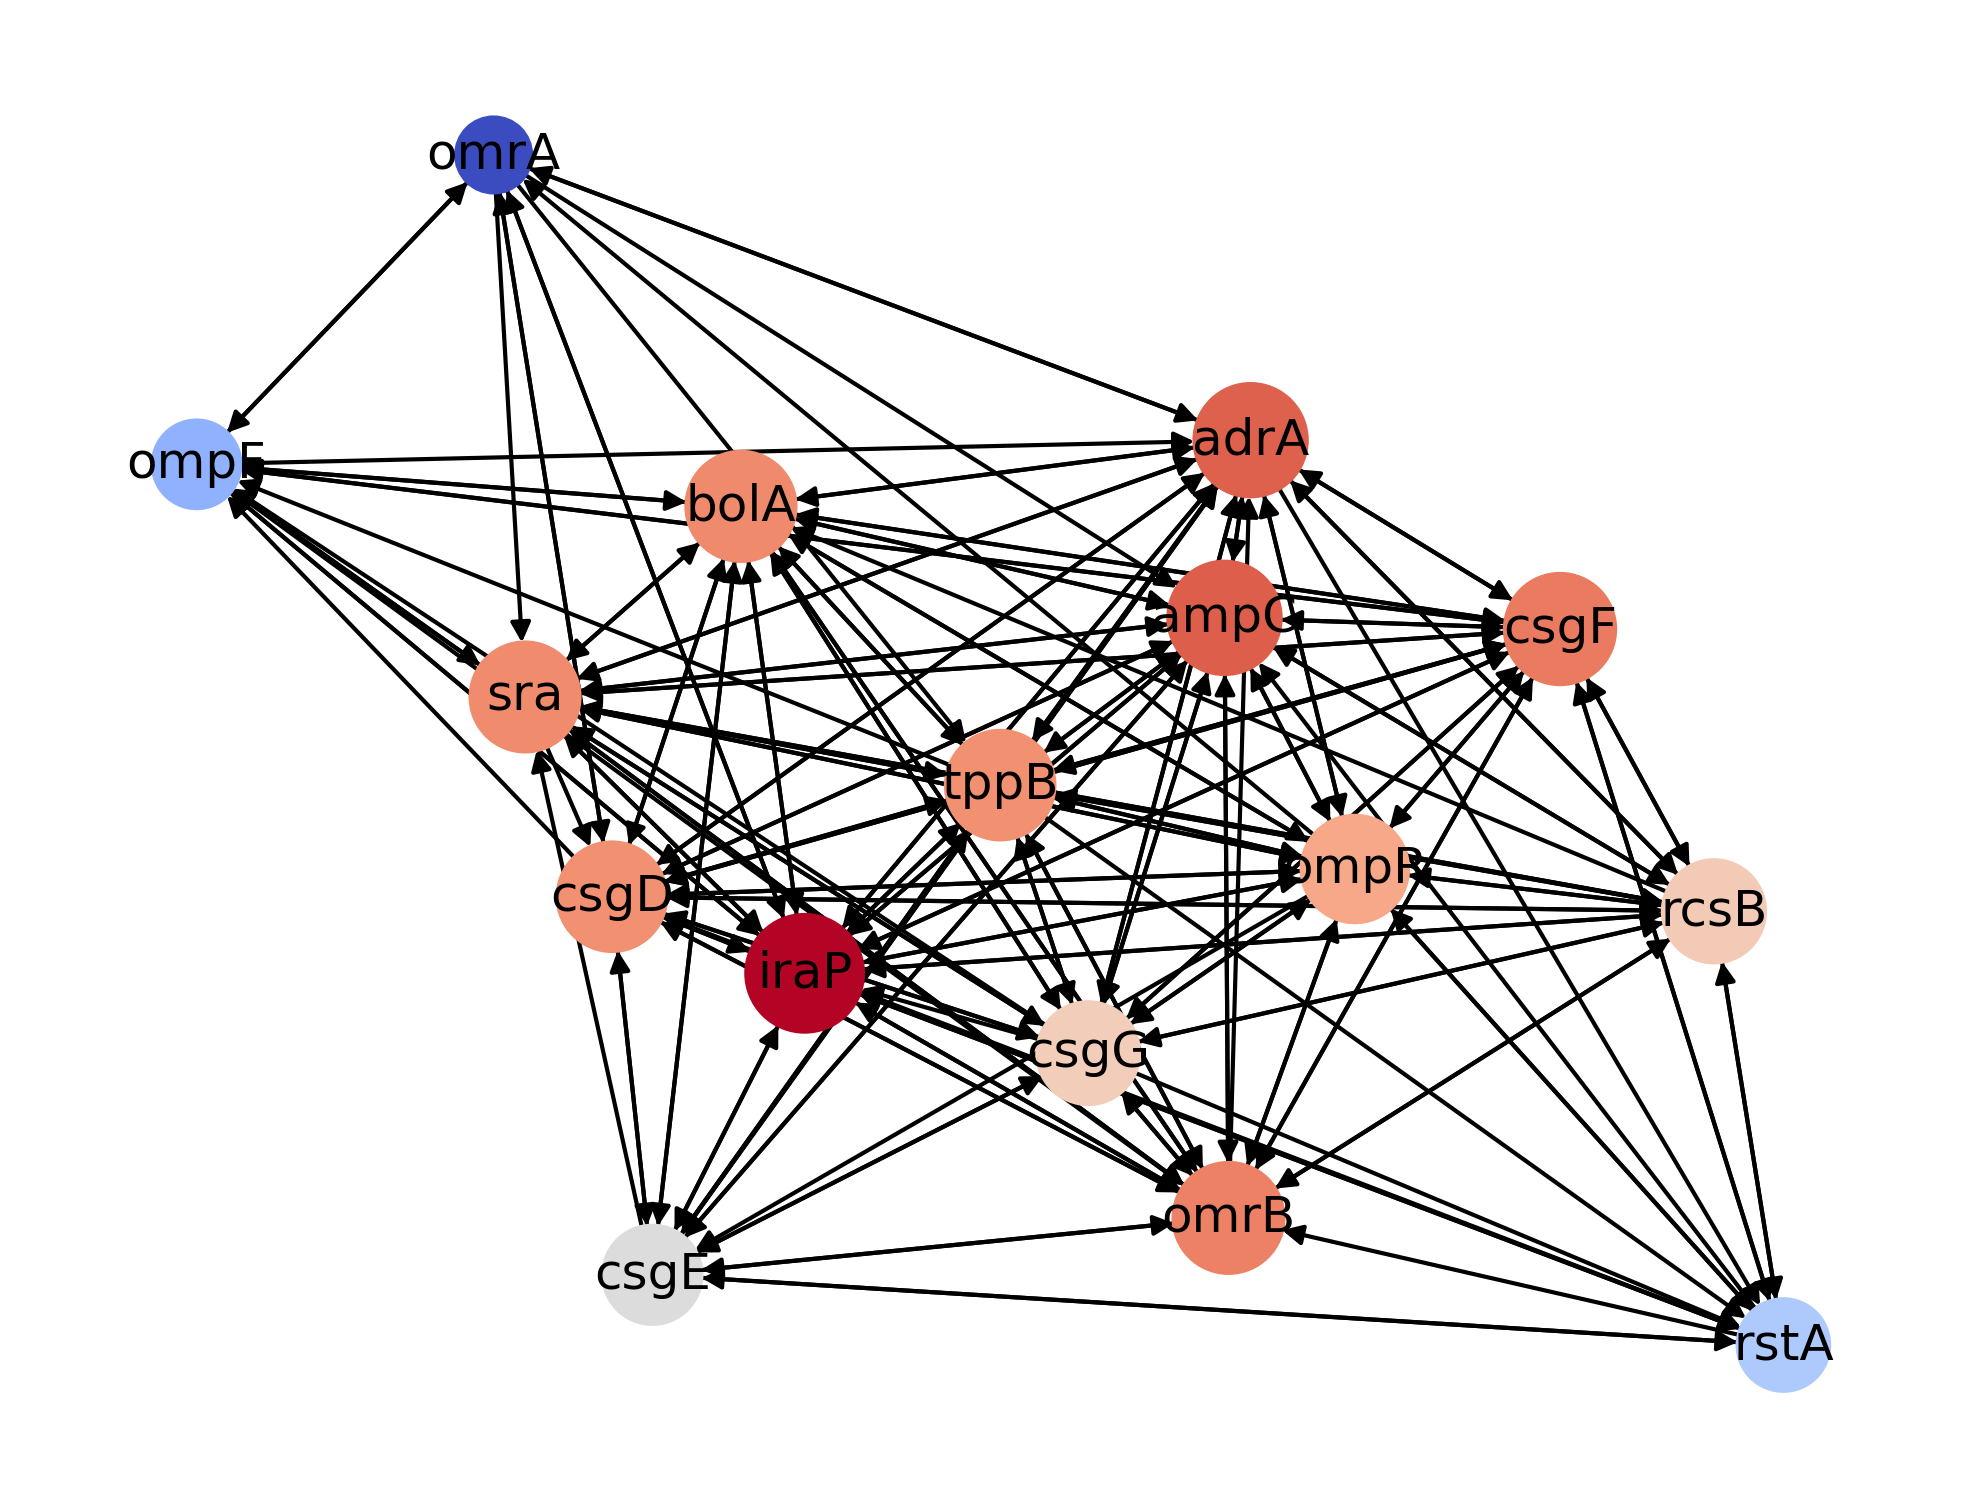 omrA
adrA
ompF
bolA
ampC
csgF
sra
tppB
ompR
csgD
rcsB
iraP
csgG
omrB
csgE
rstA